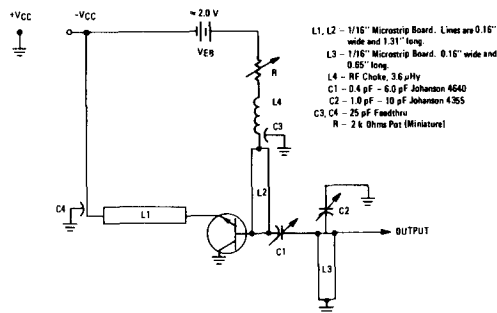 +VCC
-VCC
≈ 2.0 V
VEB
R
L4
C3
L2
C4
L1
C1
C2
OUTPUT
L3
L1, L2 – 1/16" Microstrip Board. Lines are 0.16"
wide and 1.31" long.
L3 – 1/16" Microstrip Board. 0.16" wide and
0.65" long.
L4 – RF Choke, 3.6 μHy
C1 – 0.4 pF – 6.0 pF Johanson 4640
C2 – 1.0 pF – 10 pF Johanson 4355
C3, C4 – 25 pF Feedthru
R – 2 k Ohms Pot (Miniature)